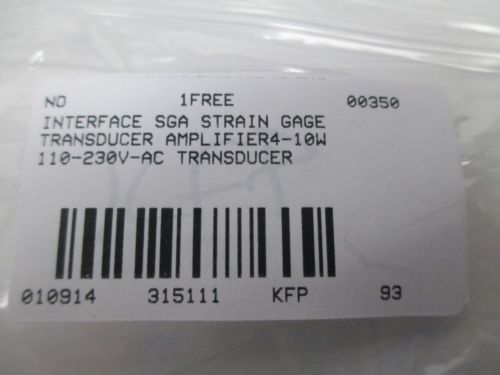 NO 1FREE 00350
INTERFACE SGA STRAIN GAGE
TRANSDUCER AMPLIFIER4-10W
110-230V-AC TRANSDUCER
010914 315111 KFP 93